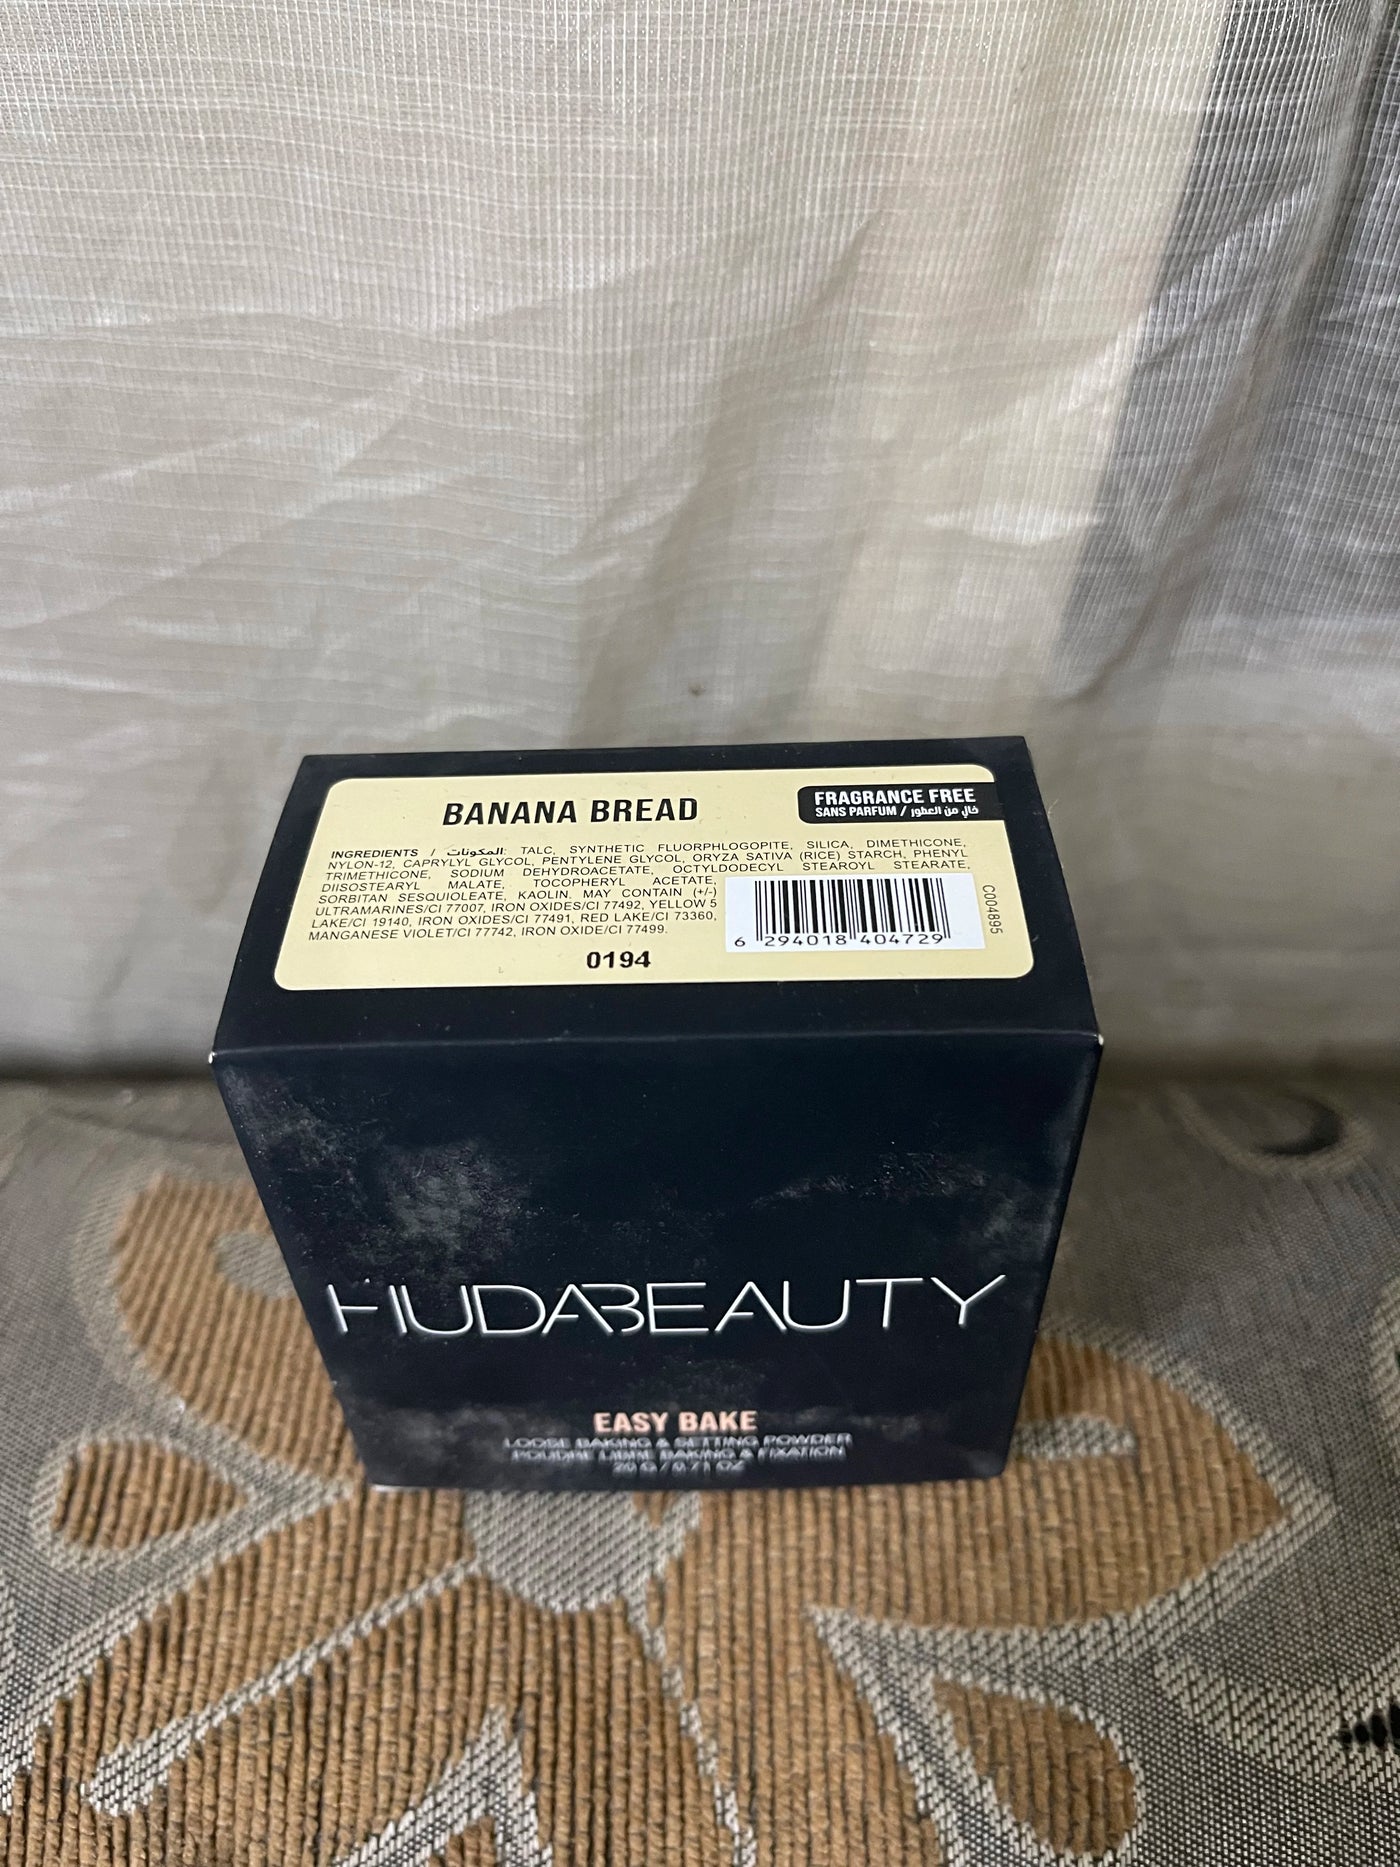 BANANA BREAD
FRAGRANCE FREE
SANS PARFUM / خالٍ من العطور
INGREDIENTS / المكونات: TALC, SYNTHETIC FLUORPHLOGOPITE, SILICA, DIMETHICONE,
NYLON-12, CAPRYLYL GLYCOL, PENTYLENE GLYCOL, ORYZA SATIVA (RICE) STARCH, PHENYL
TRIMETHICONE, SODIUM DEHYDROACETATE, OCTYLDODECYL STEAROYL STEARATE,
DIISOSTEARYL MALATE, TOCOPHERYL ACETATE,
SORBITAN SESQUIOLEATE, KAOLIN. MAY CONTAIN (+/-)
ULTRAMARINES/CI 77007, IRON OXIDES/CI 77492, YELLOW 5
LAKE/CI 19140, IRON OXIDES/CI 77491, RED LAKE/CI 73360,
MANGANESE VIOLET/CI 77742, IRON OXIDE/CI 77499.
0194
6 294018 404729
C004895
HUDABEAUTY
EASY BAKE
LOOSE BAKING & SETTING POWDER
POUDRE LIBRE BAKING & FIXATION
20 G / 0.71 OZ